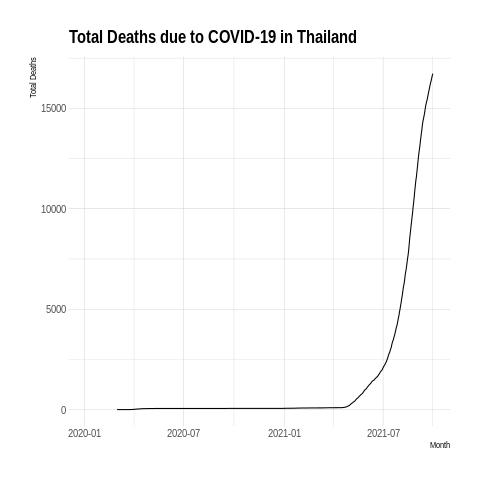 Total Deaths due to COVID-19 in Thailand
Total Deaths
15000
10000
5000
0
2020-01 2020-07 2021-01 2021-07
Month